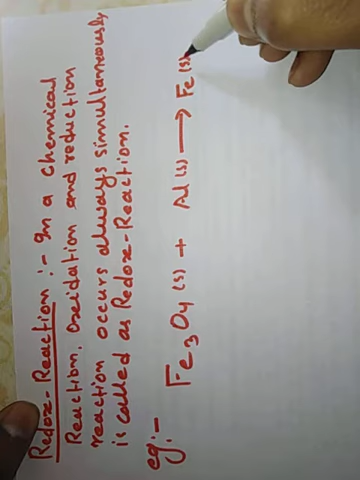 Redox-Reaction :- In a chemical
Reaction. Oxidation and reduction
reaction occurs always simultaneously
is called as Redox-Reaction.
eg:- Fe3O4 (s) + Al(s) ⟶ Fe(s)